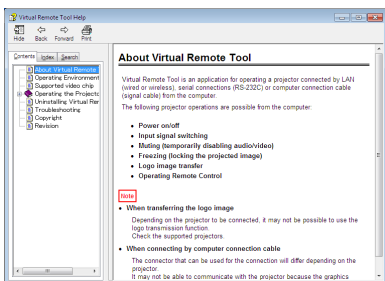 Virtual Remote Tool Help
Hide Back Forward Print
Contents Index Search
About Virtual Remote
Operating Environment
Supported video chip
Operating the Projecto
Uninstalling Virtual Rer
Troubleshooting
Copyright
Revision
About Virtual Remote Tool
Virtual Remote Tool is an application for operating a projector connected by LAN
(wired or wireless), serial connections (RS-232C) or computer connection cable
(signal cable) from the computer.
The following projector operations are possible from the computer:
• Power on/off
• Input signal switching
• Muting (temporarily disabling audio/video)
• Freezing (locking the projected image)
• Logo image transfer
• Operating Remote Control
Note
• When transferring the logo image
Depending on the projector to be connected, it may not be possible to use the
logo transmission function.
Check the supported projectors.
• When connecting by computer connection cable
The connector that can be used for the connection will differ depending on the
projector.
It may not be able to communicate with the projector because the graphics